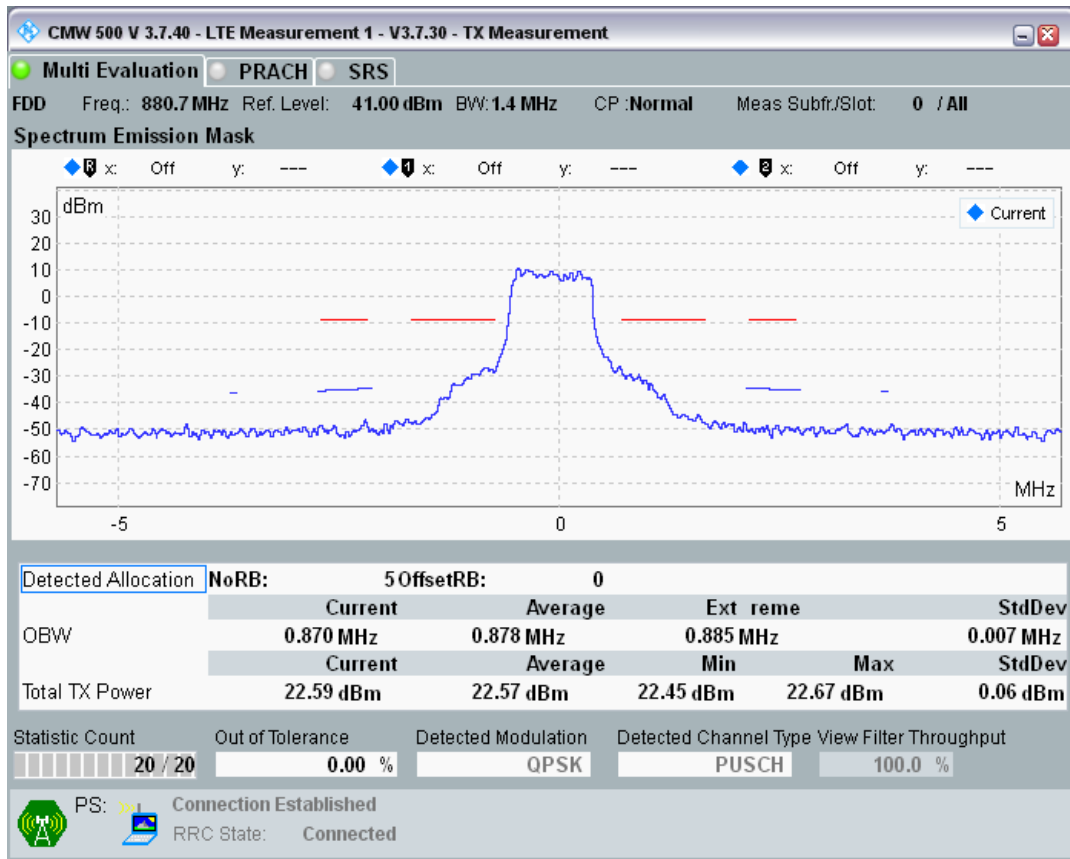 CMW 500 V 3.7.40 - LTE Measurement 1 - V3.7.30 - TX Measurement
Multi Evaluation PRACH SRS
FDD Freq.: 880.7 MHz Ref. Level: 41.00 dBm BW: 1.4 MHz CP :Normal Meas Subfr./Slot: 0 / All
Spectrum Emission Mask
R x: Off y: --- 1 x: Off y: --- 2 x: Off y: ---
dBm
Current
30
20
10
0
-10
-20
-30
-40
-50
-60
-70
MHz
-5 0 5
Detected Allocation NoRB: 5 OffsetRB: 0
Current Average Ext reme StdDev
OBW 0.870 MHz 0.878 MHz 0.885 MHz 0.007 MHz
Current Average Min Max StdDev
Total TX Power 22.59 dBm 22.57 dBm 22.45 dBm 22.67 dBm 0.06 dBm
Statistic Count Out of Tolerance Detected Modulation Detected Channel Type View Filter Throughput
20 / 20 0.00 % QPSK PUSCH 100.0 %
PS: Connection Established
RRC State: Connected